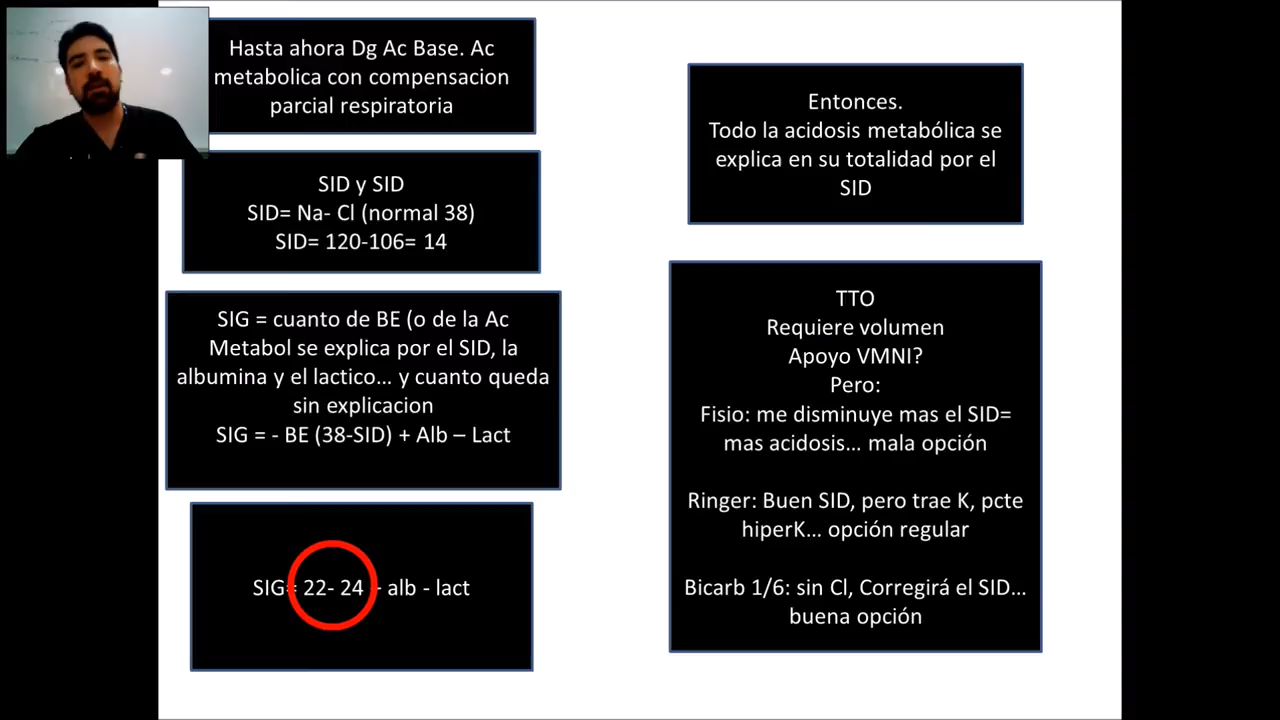 Hasta ahora Dg Ac Base. Ac
metabolica con compensacion
parcial respiratoria
SID y SID
SID= Na- Cl (normal 38)
SID= 120-106= 14
SIG = cuanto de BE (o de la Ac
Metabol se explica por el SID, la
albumina y el lactico… y cuanto queda
sin explicacion
SIG = - BE (38-SID) + Alb – Lact
SIG= 22- 24 - alb - lact
Entonces.
Todo la acidosis metabólica se
explica en su totalidad por el
SID
TTO
Requiere volumen
Apoyo VMNI?
Pero:
Fisio: me disminuye mas el SID=
mas acidosis… mala opción
Ringer: Buen SID, pero trae K, pcte
hiperK… opción regular
Bicarb 1/6: sin Cl, Corregirá el SID…
buena opción